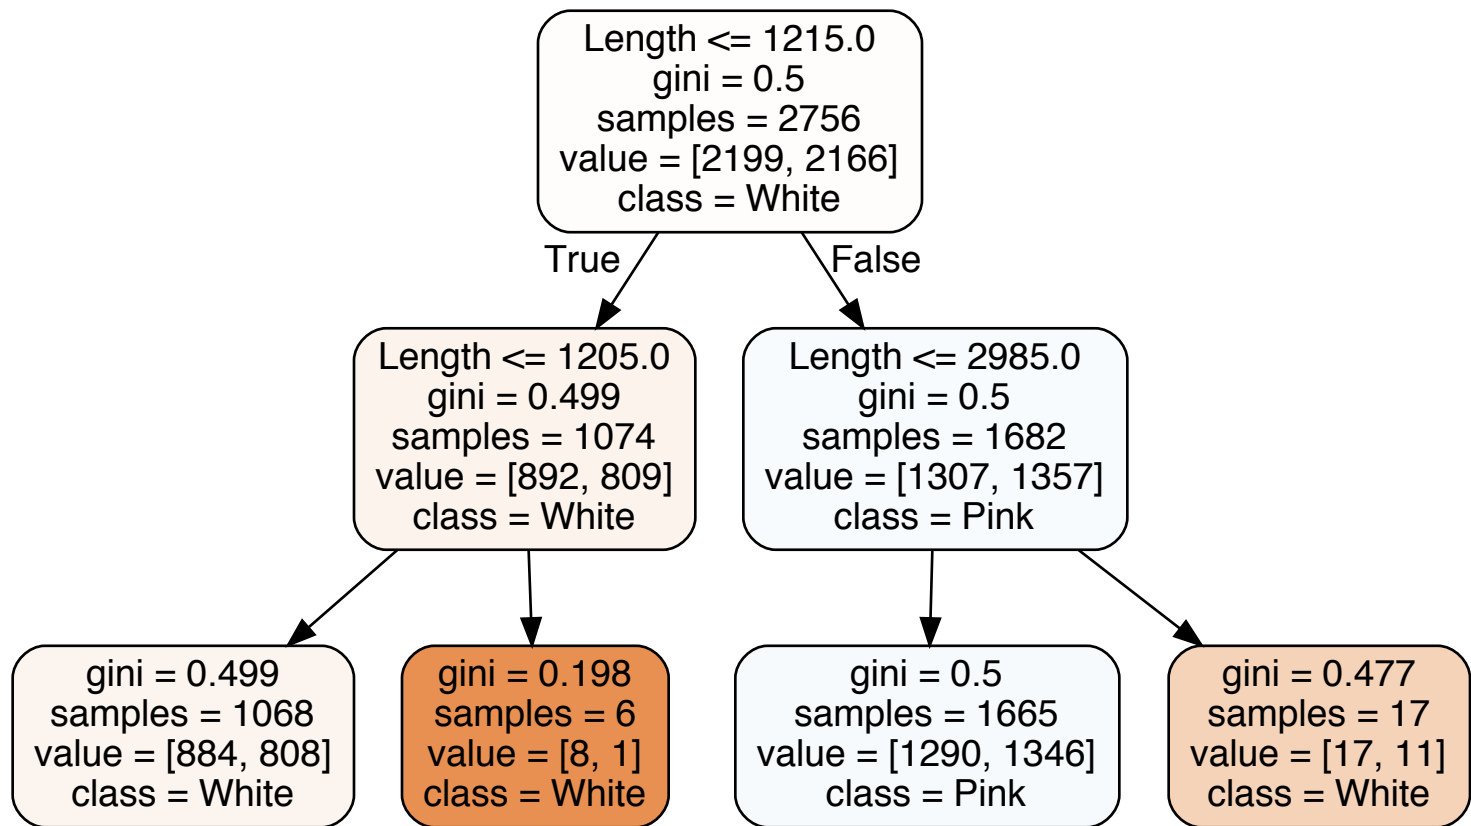 Length <= 1215.0
gini = 0.5
samples = 2756
value = [2199, 2166]
class = White
True
False
Length <= 1205.0
gini = 0.499
samples = 1074
value = [892, 809]
class = White
Length <= 2985.0
gini = 0.5
samples = 1682
value = [1307, 1357]
class = Pink
gini = 0.499
samples = 1068
value = [884, 808]
class = White
gini = 0.198
samples = 6
value = [8, 1]
class = White
gini = 0.5
samples = 1665
value = [1290, 1346]
class = Pink
gini = 0.477
samples = 17
value = [17, 11]
class = White